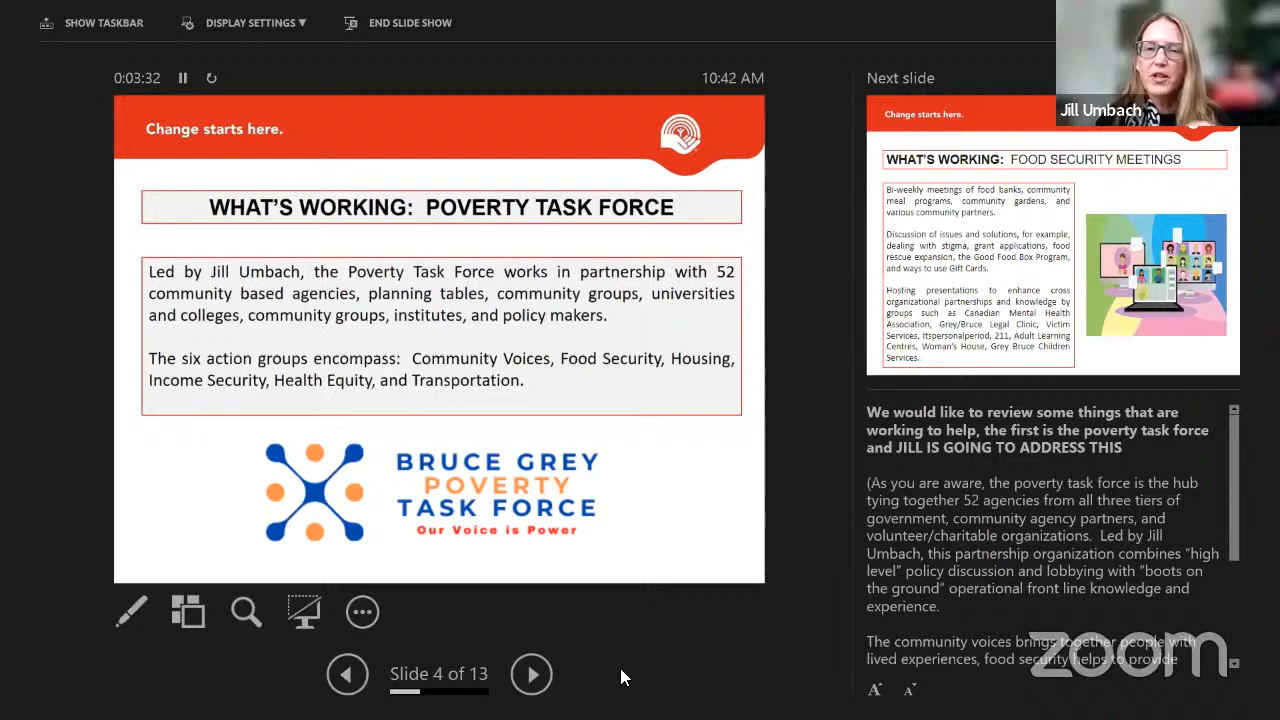 SHOW TASKBAR
DISPLAY SETTINGS ▼
END SLIDE SHOW
0:03:32
10:42 AM
Change starts here.
WHAT'S WORKING: POVERTY TASK FORCE
Led by Jill Umbach, the Poverty Task Force works in partnership with 52
community based agencies, planning tables, community groups, universities
and colleges, community groups, institutes, and policy makers.
The six action groups encompass: Community Voices, Food Security, Housing,
Income Security, Health Equity, and Transportation.
BRUCE GREY
POVERTY
TASK FORCE
Our Voice is Power
Slide 4 of 13
Next slide
Jill Umbach
Change starts here.
WHAT'S WORKING: FOOD SECURITY MEETINGS
Bi-weekly meetings of food banks, community
meal programs, community gardens, and
various community partners.
Discussion of issues and solutions, for example,
dealing with stigma, grant applications, food
rescue expansion, the Good Food Box Program,
and ways to use Gift Cards.
Hosting presentations to enhance cross
organizational partnerships and knowledge by
groups such as Canadian Mental Health
Association, Grey/Bruce Legal Clinic, Victim
Services, Itspersonalperiod, 211, Adult Learning
Centres, Woman's House, Grey Bruce Children
Services..
We would like to review some things that are
working to help, the first is the poverty task force
and JILL IS GOING TO ADDRESS THIS
(As you are aware, the poverty task force is the hub
tying together 52 agencies from all three tiers of
government, community agency partners, and
volunteer/charitable organizations. Led by Jill
Umbach, this partnership organization combines "high
level" policy discussion and lobbying with "boots on
the ground" operational front line knowledge and
experience.
The community voices brings together people with
lived experiences, food security helps to provide
zoom
A A